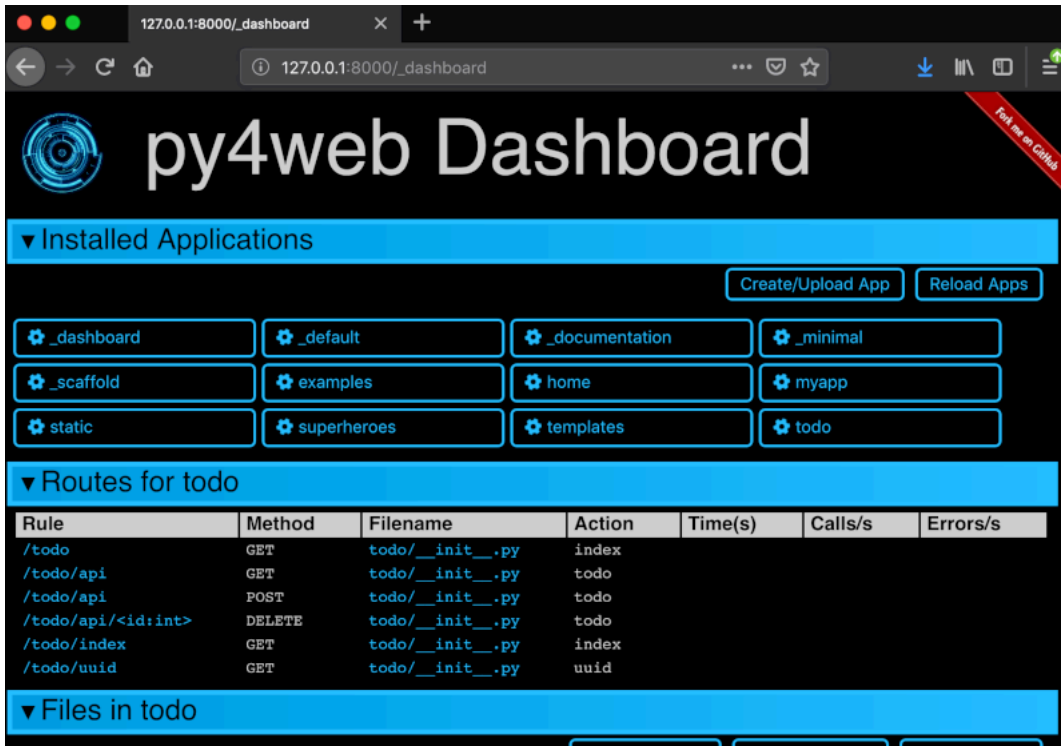 127.0.0.1:8000/_dashboard
127.0.0.1:8000/_dashboard
Fork me on GitHub
py4web Dashboard
▼ Installed Applications
Create/Upload App Reload Apps
_dashboard _default _documentation _minimal
_scaffold examples home myapp
static superheroes templates todo
▼ Routes for todo
Rule Method Filename Action Time(s) Calls/s Errors/s
/todo GET todo/__init__.py index
/todo/api GET todo/__init__.py todo
/todo/api POST todo/__init__.py todo
/todo/api/<id:int> DELETE todo/__init__.py todo
/todo/index GET todo/__init__.py index
/todo/uuid GET todo/__init__.py uuid
▼ Files in todo